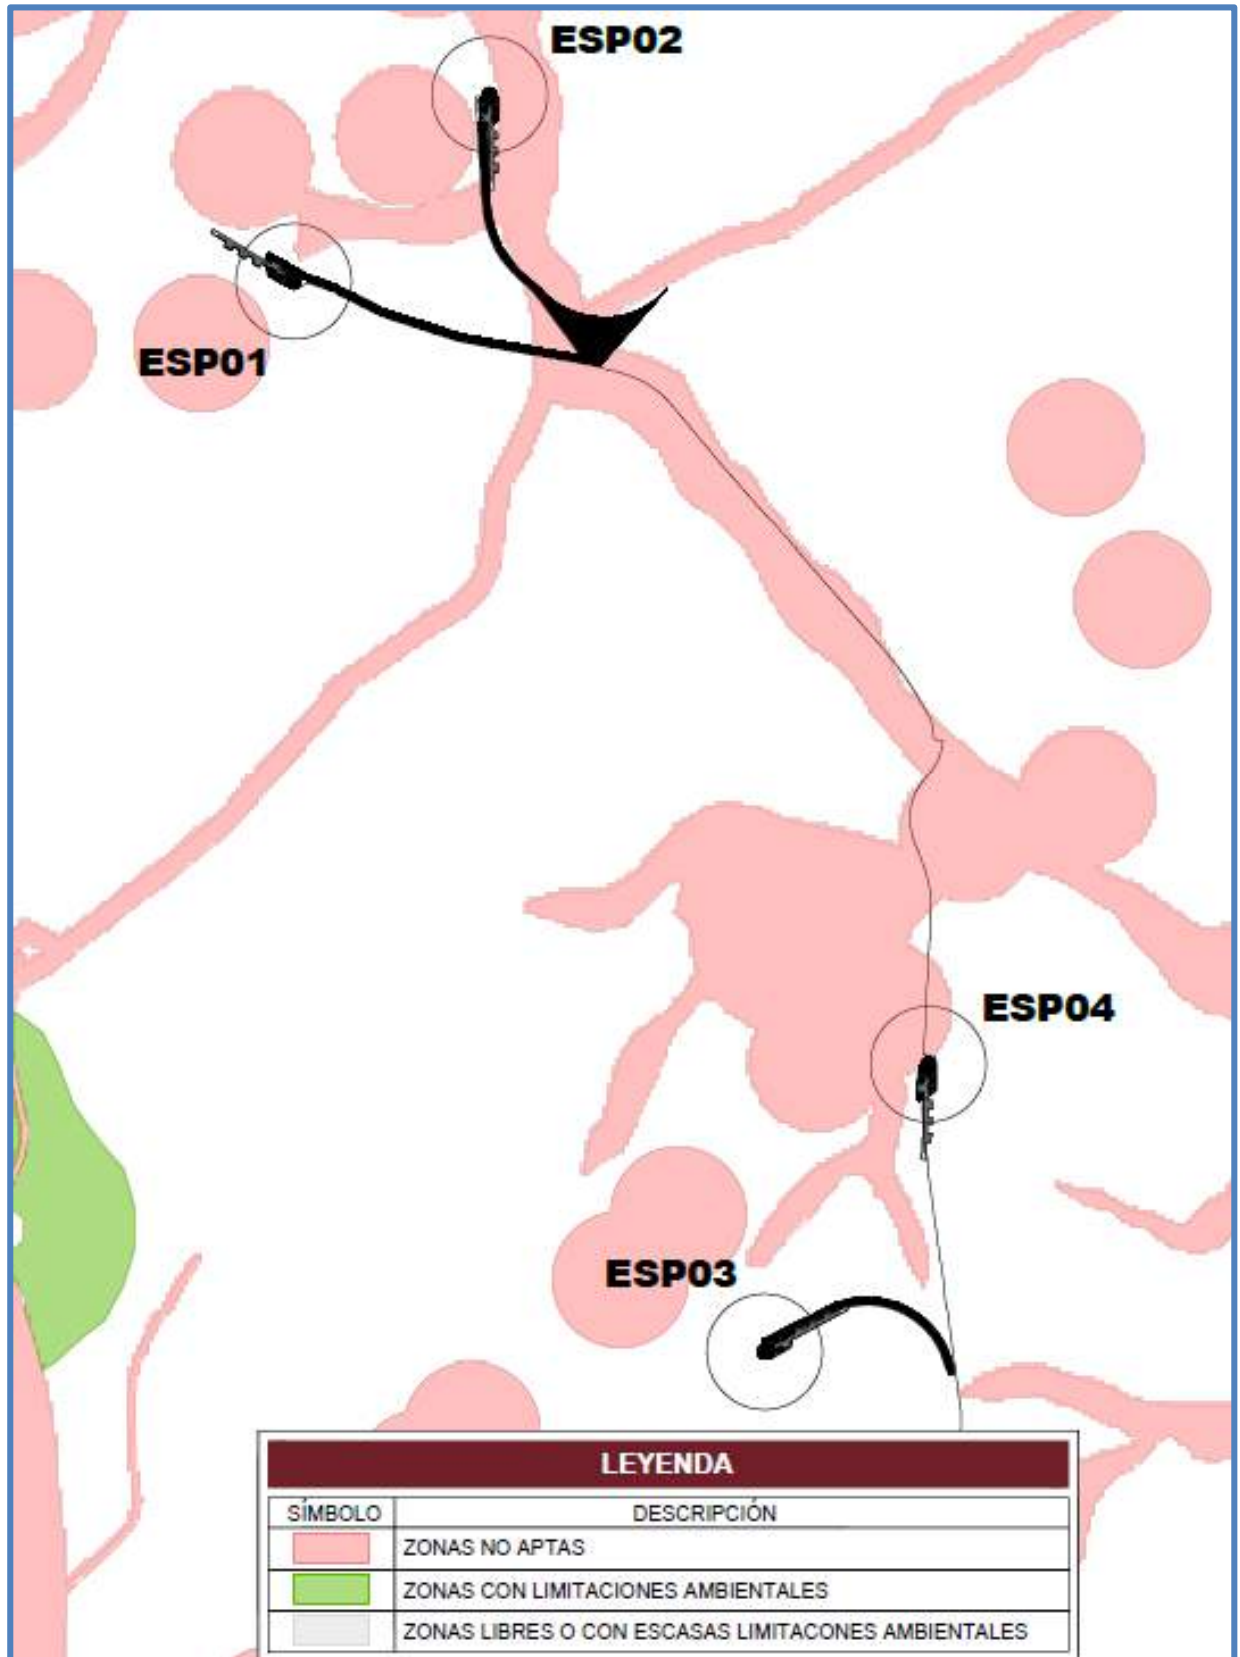 ESP02
ESP01
ESP04
ESP03
LEYENDA
SÍMBOLO DESCRIPCIÓN
ZONAS NO APTAS
ZONAS CON LIMITACIONES AMBIENTALES
ZONAS LIBRES O CON ESCASAS LIMITACONES AMBIENTALES